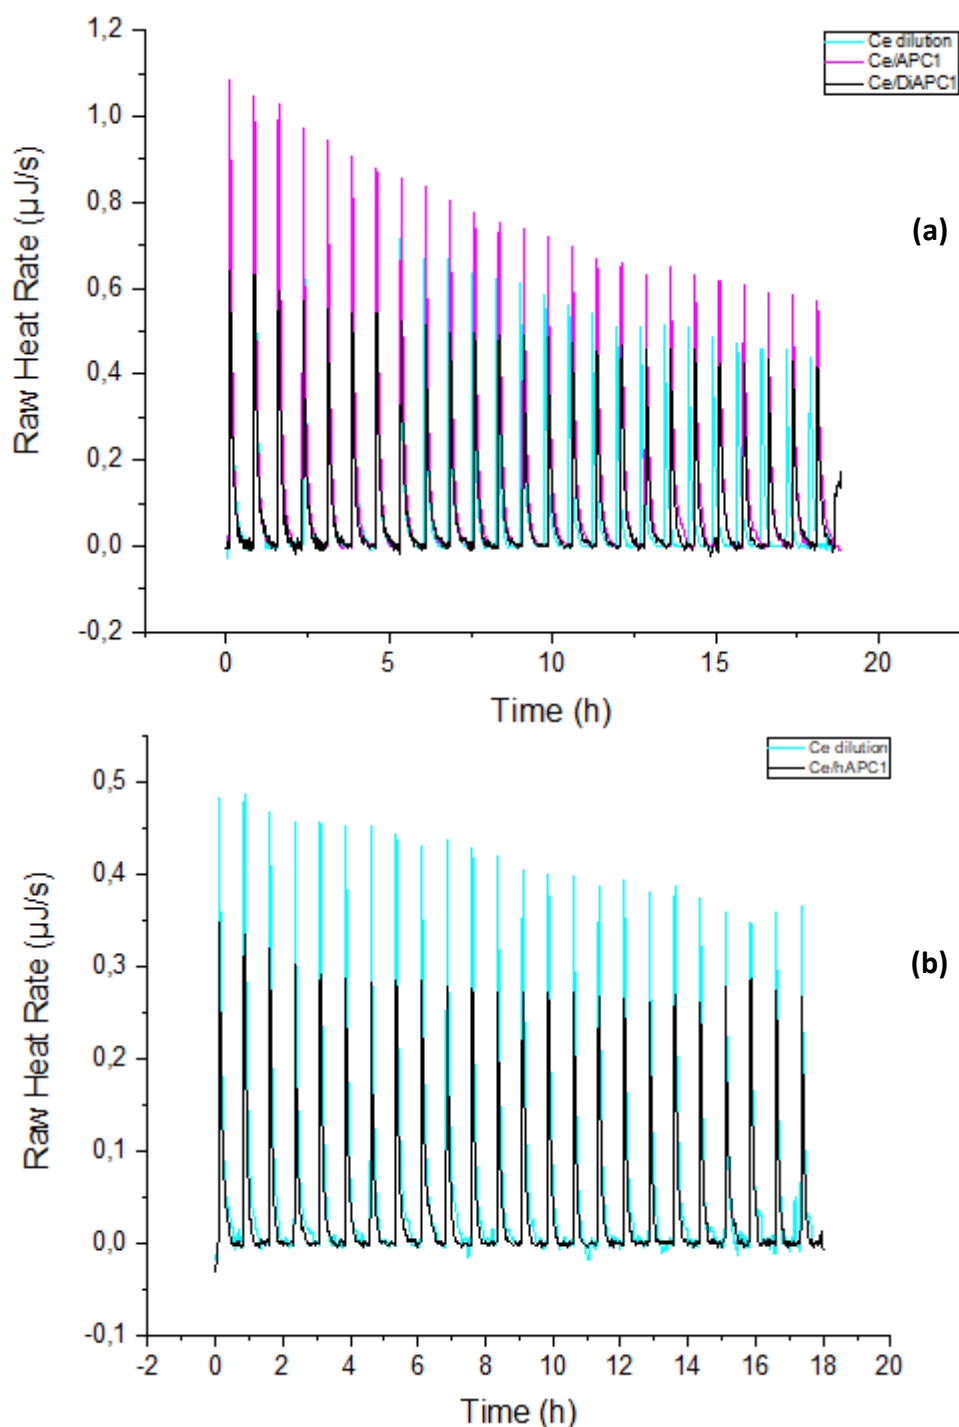 1,2
Ce dilution
Ce/APC1
Ce/DiAPC1
1,0
0,8
(a)
0,6
0,4
0,2
0,0
-0,2
Raw Heat Rate (µJ/s)
0 5 10 15 20
Time (h)
Ce dilution
Ce/hAPC1
0,5
0,4
0,3
(b)
0,2
0,1
0,0
-0,1
Raw Heat Rate (µJ/s)
-2 0 2 4 6 8 10 12 14 16 18 20
Time (h)